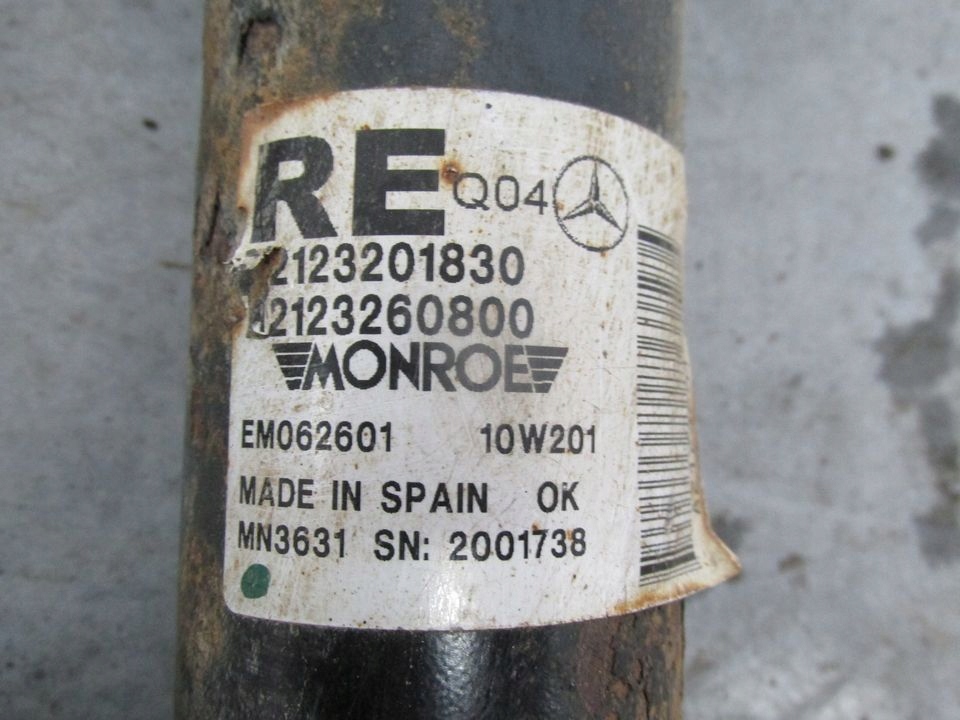 RE Q04
2123201830
2123260800
MONROE
EM062601 10W201
MADE IN SPAIN OK
MN3631 SN: 2001738